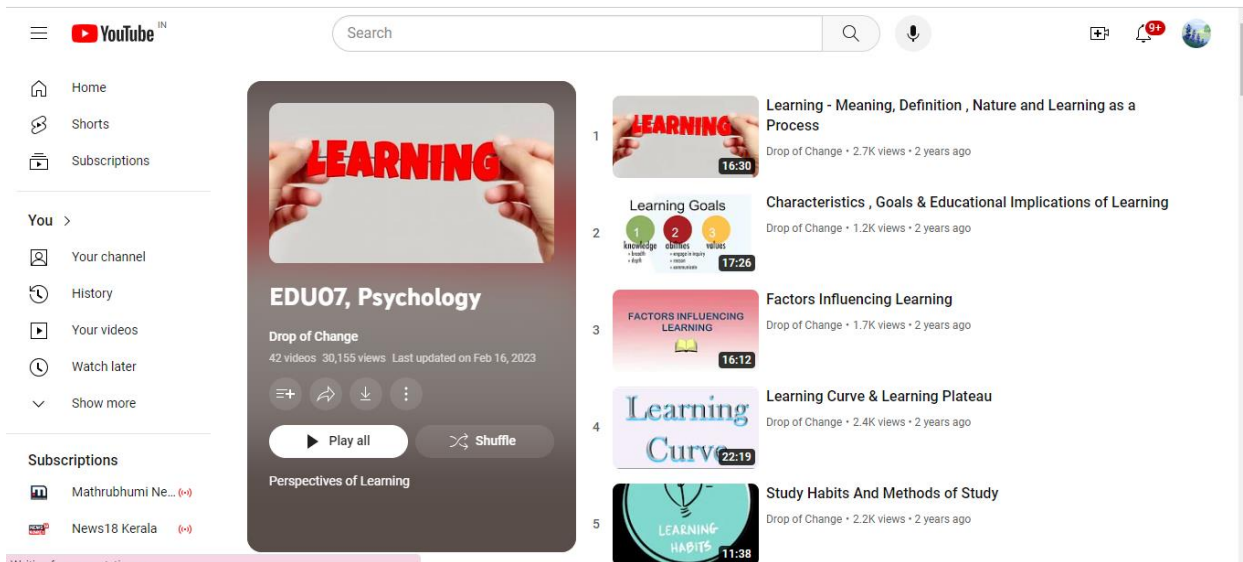 YouTube IN
Search
9+
Home
Shorts
Subscriptions
You
Your channel
History
Your videos
Watch later
Show more
Subscriptions
Mathrubhumi Ne...
News18 Kerala
LEARNING
EDU07, Psychology
Drop of Change
42 videos 30,155 views Last updated on Feb 16, 2023
Play all
Shuffle
Perspectives of Learning
1
LEARNING
16:30
Learning - Meaning, Definition , Nature and Learning as a
Process
Drop of Change • 2.7K views • 2 years ago
2
Learning Goals
1 2 3
knowledge abilities values
17:26
Characteristics , Goals & Educational Implications of Learning
Drop of Change • 1.2K views • 2 years ago
3
FACTORS INFLUENCING
LEARNING
16:12
Factors Influencing Learning
Drop of Change • 1.7K views • 2 years ago
4
Learning
Curve
22:19
Learning Curve & Learning Plateau
Drop of Change • 2.4K views • 2 years ago
5
LEARNING
HABITS
11:38
Study Habits And Methods of Study
Drop of Change • 2.2K views • 2 years ago